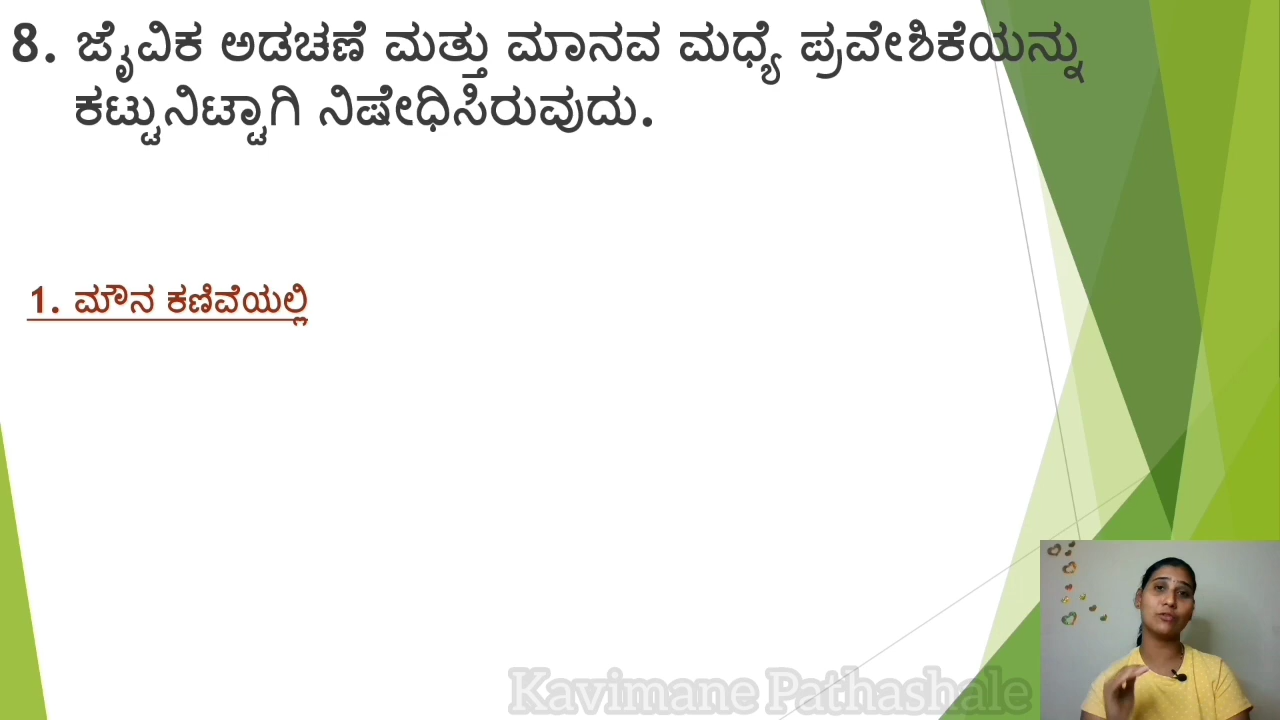 8. ಜೈವಿಕ ಅಡಚಣೆ ಮತ್ತು ಮಾನವ ಮಧ್ಯೆ ಪ್ರವೇಶಿಕೆಯನ್ನು
ಕಟ್ಟುನಿಟ್ಟಾಗಿ ನಿಷೇಧಿಸಿರುವುದು.
1. ಮೌನ ಕಣಿವೆಯಲ್ಲಿ
Kavimane Pathashale